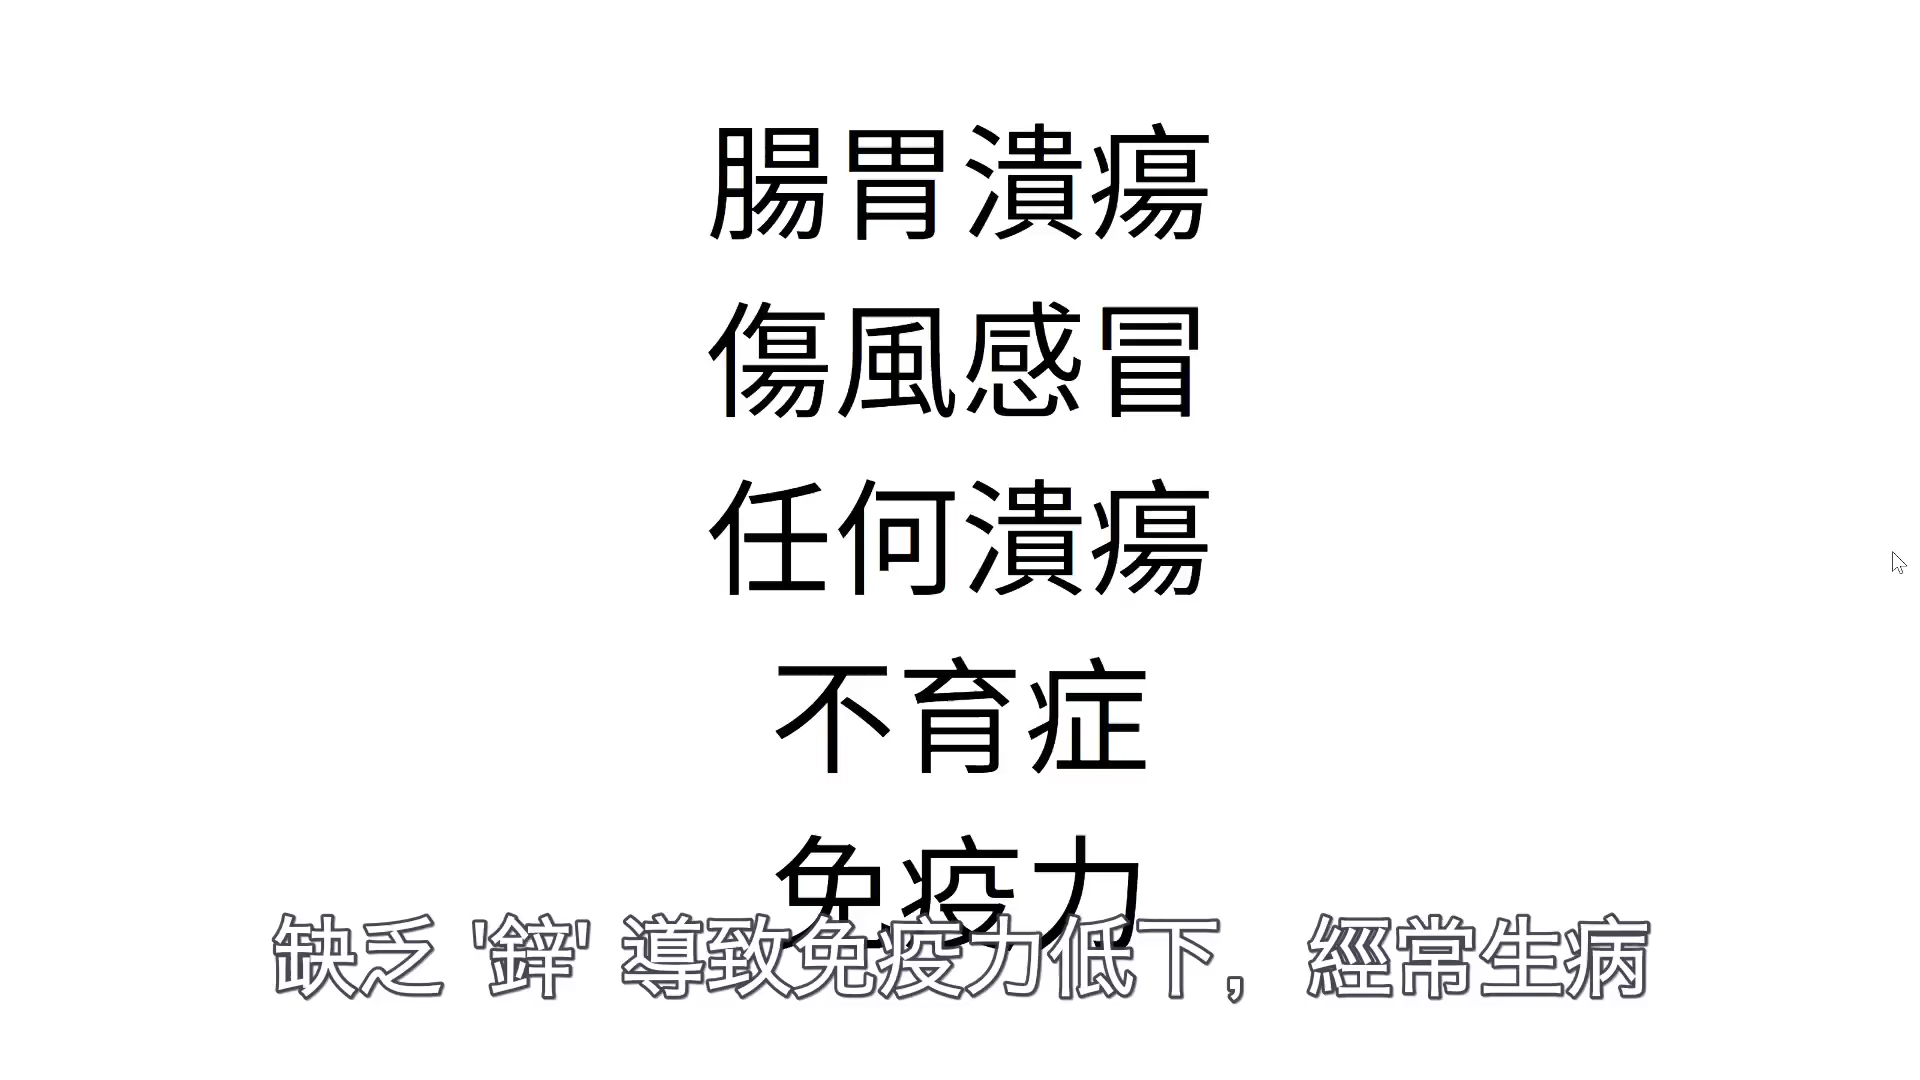 腸胃潰瘍
傷風感冒
任何潰瘍
不育症
免疫力
缺乏 '鋅' 導致免疫力低下，經常生病